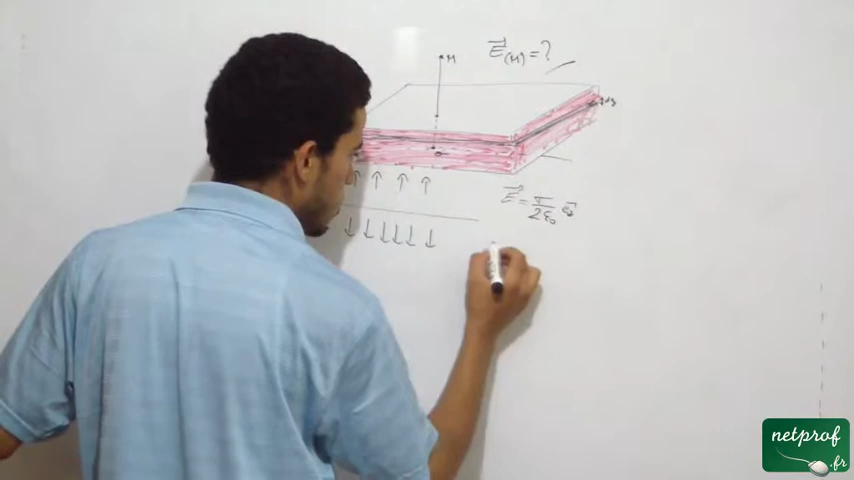 M
E⃗(M) = ?
E⃗ = σ/2ε₀ e⃗z
netprof
.fr